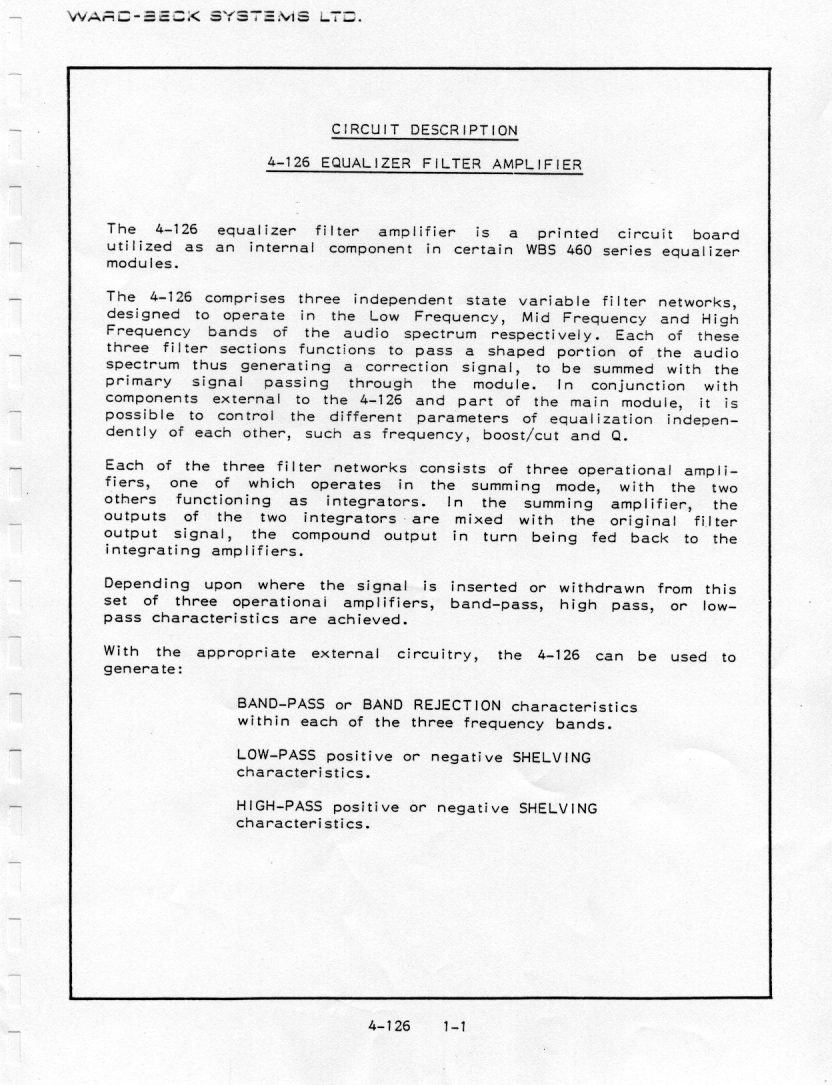 WARD-BECK SYSTEMS LTD.
CIRCUIT DESCRIPTION
4-126 EQUALIZER FILTER AMPLIFIER
The 4-126 equalizer filter amplifier is a printed circuit board
utilized as an internal component in certain WBS 460 series equalizer
modules.
The 4-126 comprises three independent state variable filter networks,
designed to operate in the Low Frequency, Mid Frequency and High
Frequency bands of the audio spectrum respectively. Each of these
three filter sections functions to pass a shaped portion of the audio
spectrum thus generating a correction signal, to be summed with the
primary signal passing through the module. In conjunction with
components external to the 4-126 and part of the main module, it is
possible to control the different parameters of equalization indepen-
dently of each other, such as frequency, boost/cut and Q.
Each of the three filter networks consists of three operational ampli-
fiers, one of which operates in the summing mode, with the two
others functioning as integrators. In the summing amplifier, the
outputs of the two integrators are mixed with the original filter
output signal, the compound output in turn being fed back to the
integrating amplifiers.
Depending upon where the signal is inserted or withdrawn from this
set of three operational amplifiers, band-pass, high pass, or low-
pass characteristics are achieved.
With the appropriate external circuitry, the 4-126 can be used to
generate:
BAND-PASS or BAND REJECTION characteristics
within each of the three frequency bands.
LOW-PASS positive or negative SHELVING
characteristics.
HIGH-PASS positive or negative SHELVING
characteristics.
4-126 1-1